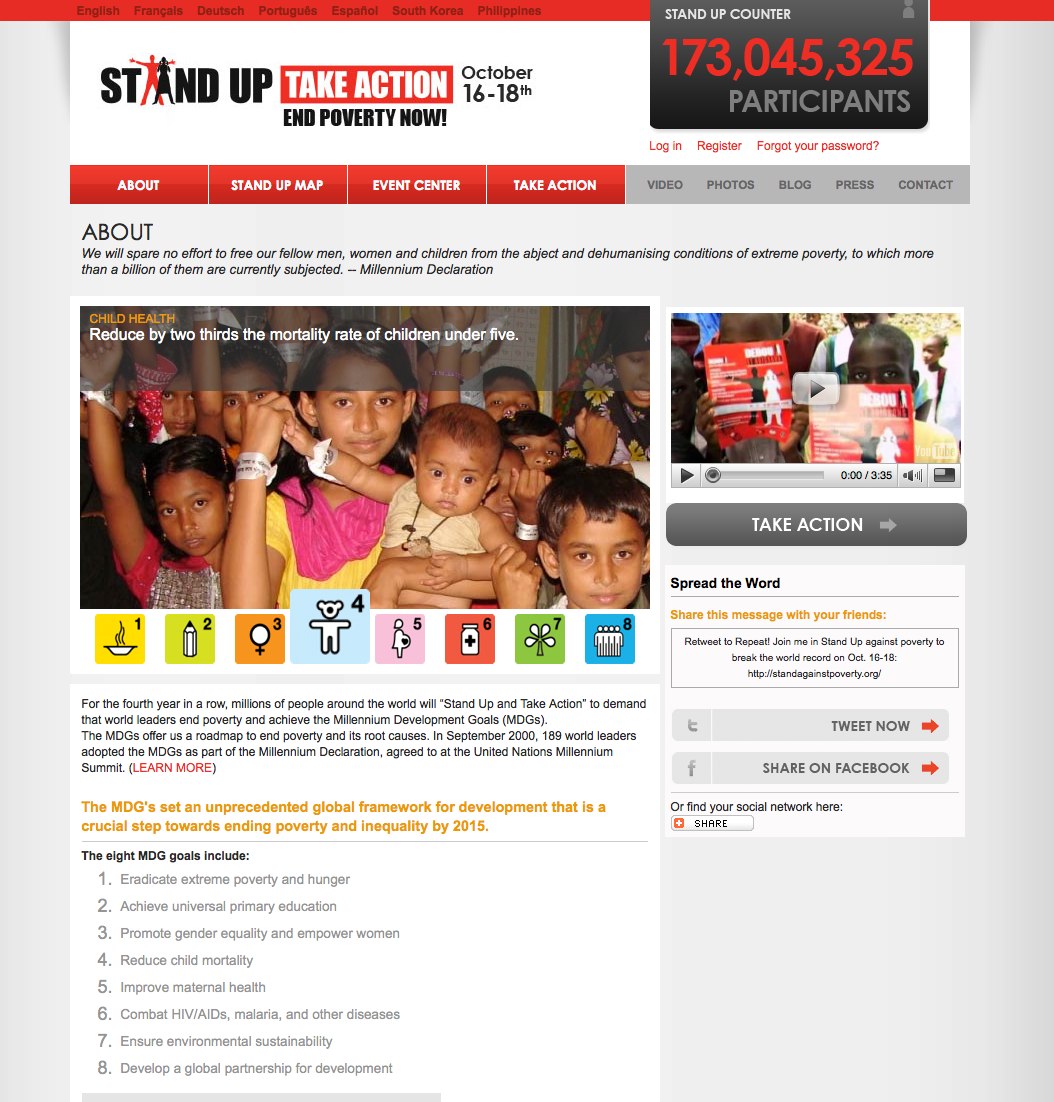 English Français Deutsch Português Español South Korea Philippines
STAND UP COUNTER
173,045,325
PARTICIPANTS
STAND UP TAKE ACTION October
16-18th
END POVERTY NOW!
Log in Register Forgot your password?
ABOUT STAND UP MAP EVENT CENTER TAKE ACTION VIDEO PHOTOS BLOG PRESS CONTACT
ABOUT
We will spare no effort to free our fellow men, women and children from the abject and dehumanising conditions of extreme poverty, to which more
than a billion of them are currently subjected. -- Millennium Declaration
CHILD HEALTH
Reduce by two thirds the mortality rate of children under five.
1 2 3 4 5 6 7 8
DEBOU
YouTube
0:00 / 3:35
TAKE ACTION
Spread the Word
Share this message with your friends:
Retweet to Repeat! Join me in Stand Up against poverty to
break the world record on Oct. 16-18:
http://standagainstpoverty.org/
TWEET NOW
SHARE ON FACEBOOK
Or find your social network here:
SHARE
For the fourth year in a row, millions of people around the world will “Stand Up and Take Action” to demand
that world leaders end poverty and achieve the Millennium Development Goals (MDGs).
The MDGs offer us a roadmap to end poverty and its root causes. In September 2000, 189 world leaders
adopted the MDGs as part of the Millennium Declaration, agreed to at the United Nations Millennium
Summit. (LEARN MORE)
The MDG's set an unprecedented global framework for development that is a
crucial step towards ending poverty and inequality by 2015.
The eight MDG goals include:
1. Eradicate extreme poverty and hunger
2. Achieve universal primary education
3. Promote gender equality and empower women
4. Reduce child mortality
5. Improve maternal health
6. Combat HIV/AIDs, malaria, and other diseases
7. Ensure environmental sustainability
8. Develop a global partnership for development